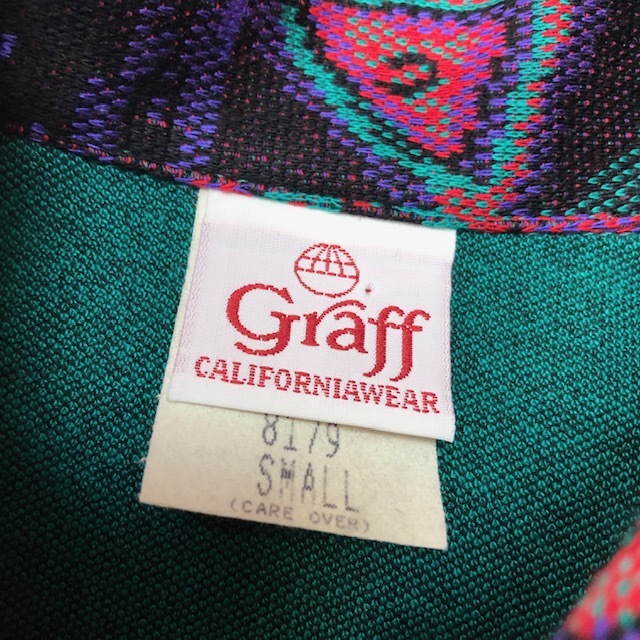 Graff
CALIFORNIAWEAR
8179
SMALL
(CARE OVER)